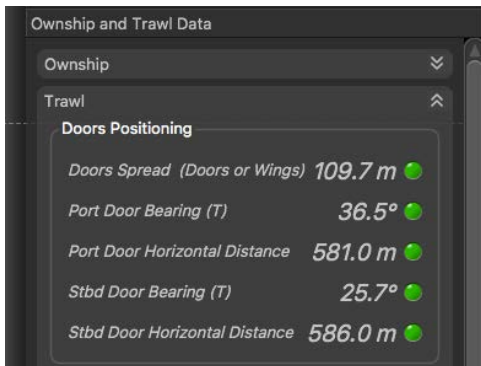 Ownship and Trawl Data
Ownship
Trawl
Doors Positioning
Doors Spread (Doors or Wings) 109.7 m
Port Door Bearing (T) 36.5°
Port Door Horizontal Distance 581.0 m
Stbd Door Bearing (T) 25.7°
Stbd Door Horizontal Distance 586.0 m